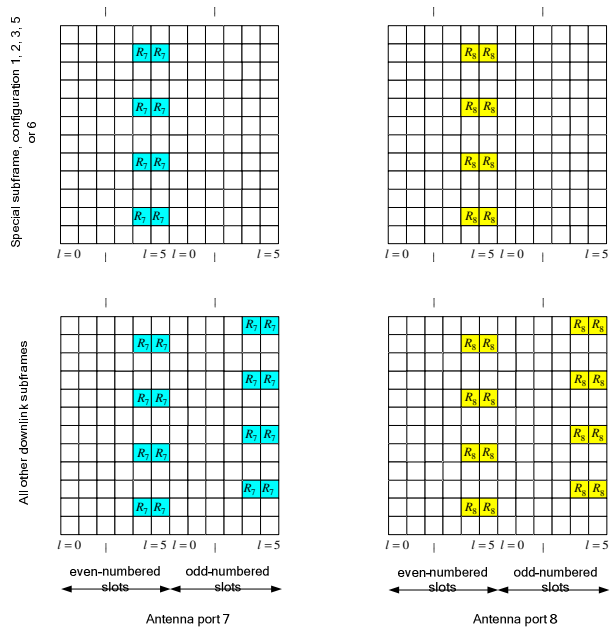 Special subframe, configuration 1, 2, 3, 5
or 6
R7 R7 R8 R8
R7 R7 R8 R8
R7 R7 R8 R8
R7 R7 R8 R8
l = 0 l = 5 l = 0 l = 5 l = 0 l = 5 l = 0 l = 5
All other downlink subframes
R7 R7 R8 R8
R7 R7 R8 R8
R7 R7 R8 R8
R7 R7 R8 R8
R7 R7 R8 R8
R7 R7 R8 R8
R7 R7 R8 R8
R7 R7 R8 R8
l = 0 l = 5 l = 0 l = 5 l = 0 l = 5 l = 0 l = 5
even-numbered odd-numbered even-numbered odd-numbered
slots slots slots slots
Antenna port 7 Antenna port 8